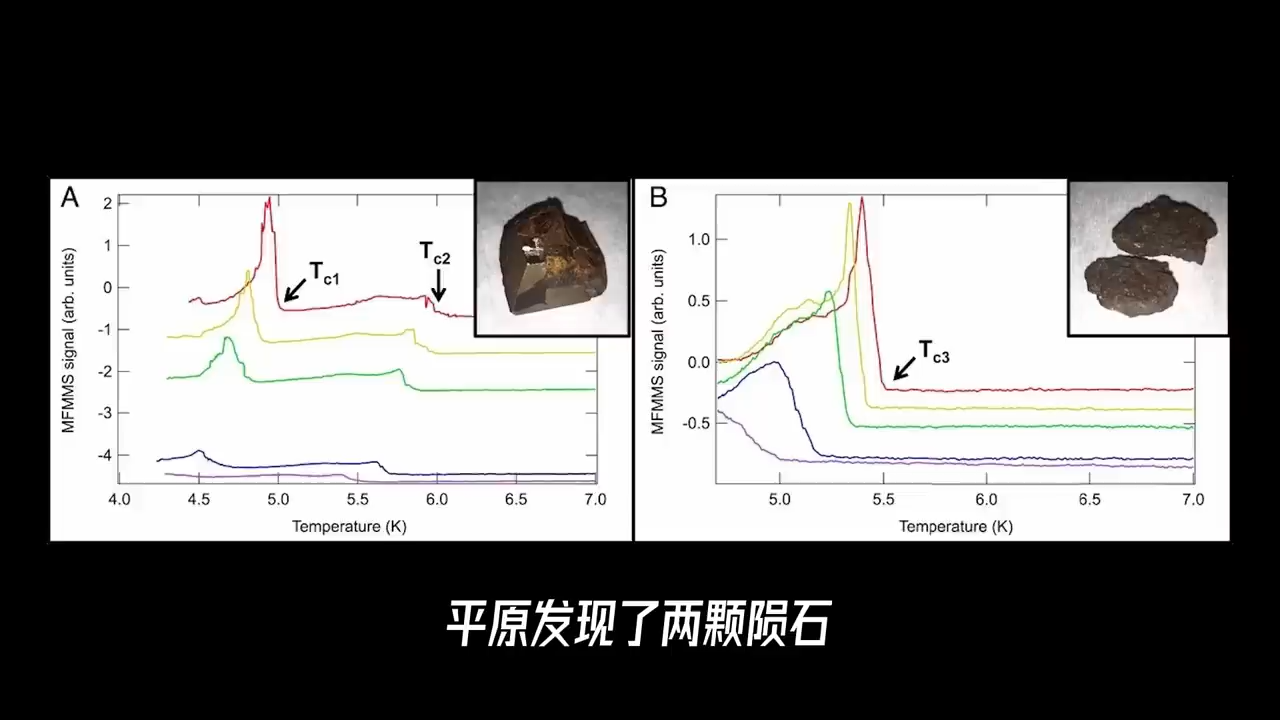 A
MFMMS signal (arb. units)
2
1
0
-1
-2
-3
-4
4.0 4.5 5.0 5.5 6.0 6.5 7.0
Temperature (K)
Tc1
Tc2
B
MFMMS signal (arb. units)
1.0
0.5
0.0
-0.5
5.0 5.5 6.0 6.5 7.0
Temperature (K)
Tc3
平原发现了两颗陨石